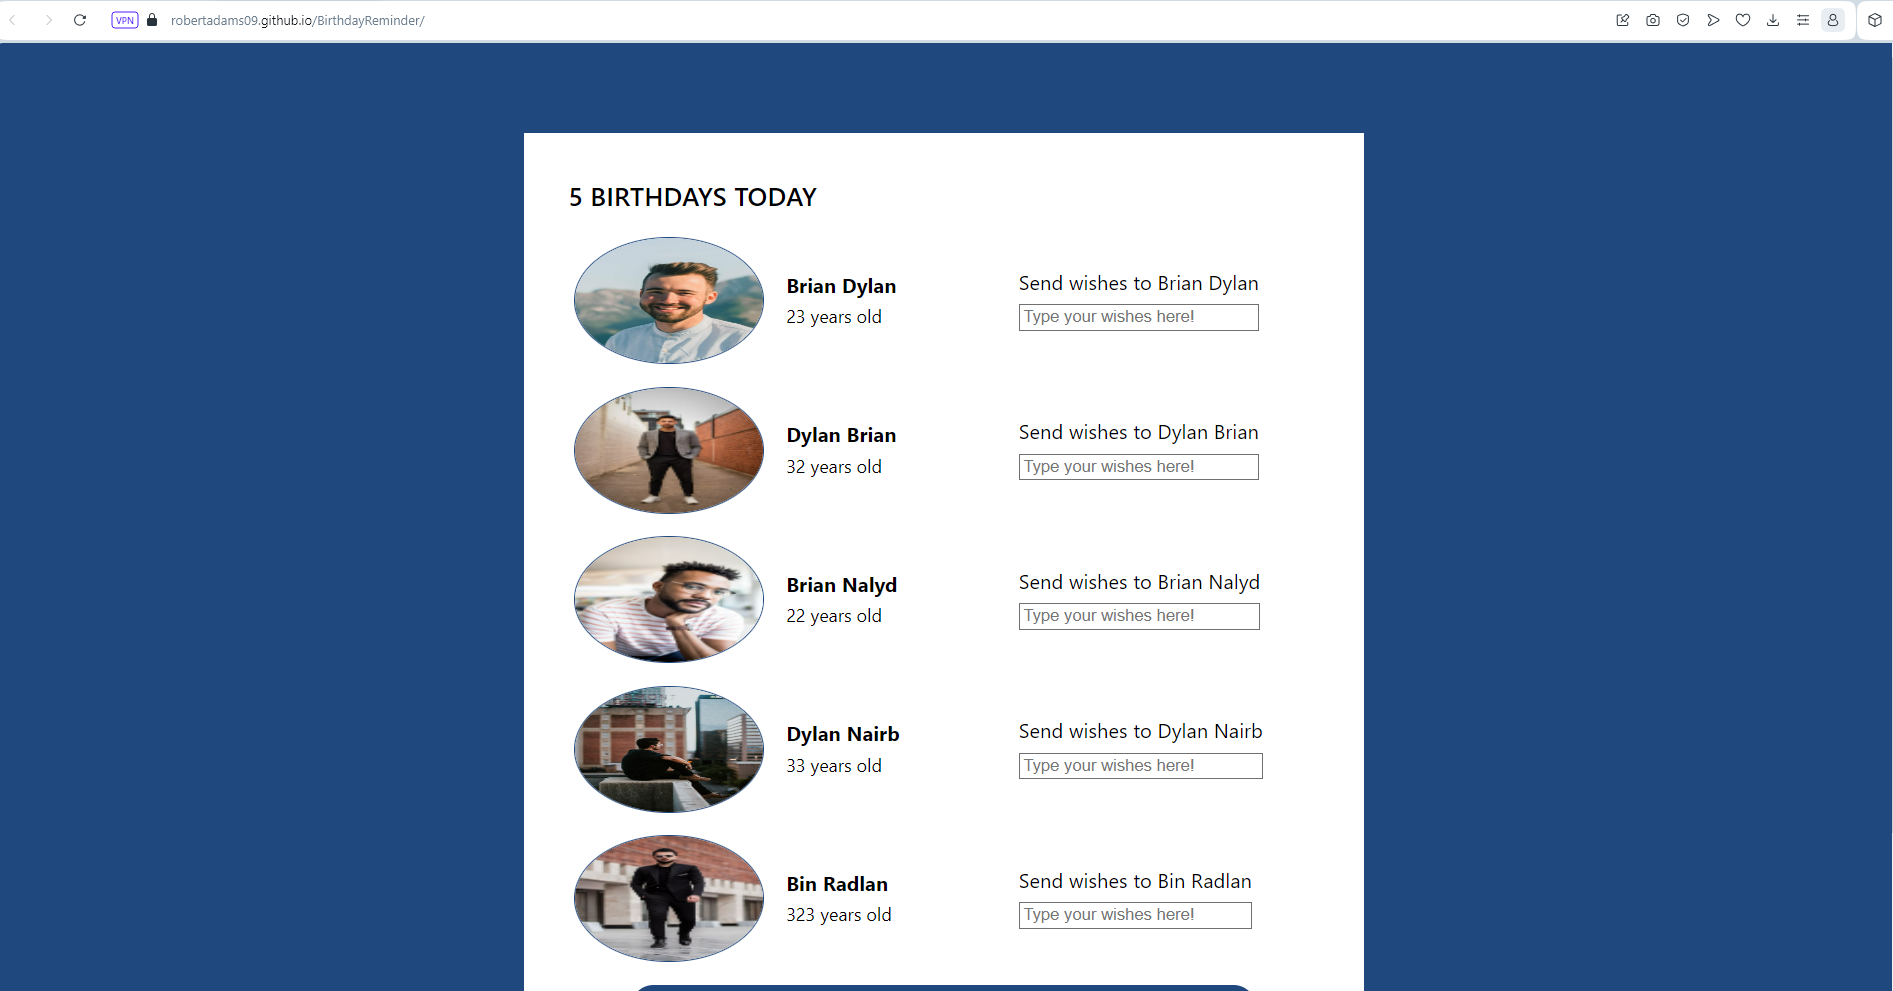 VPN robertadams09.github.io/BirthdayReminder/
5 BIRTHDAYS TODAY
Brian Dylan
23 years old
Send wishes to Brian Dylan
Type your wishes here!
Dylan Brian
32 years old
Send wishes to Dylan Brian
Type your wishes here!
Brian Nalyd
22 years old
Send wishes to Brian Nalyd
Type your wishes here!
Dylan Nairb
33 years old
Send wishes to Dylan Nairb
Type your wishes here!
Bin Radlan
323 years old
Send wishes to Bin Radlan
Type your wishes here!